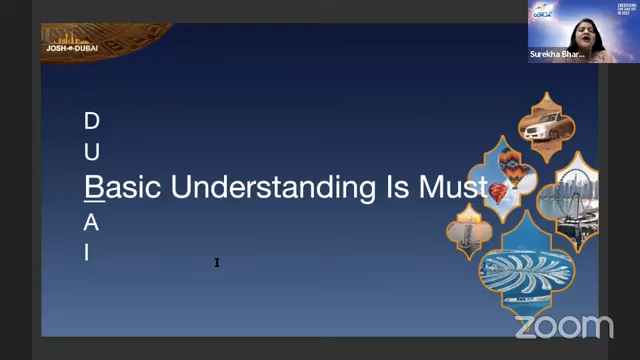 JOSH-e-DUBAI
D
U
Basic Understanding Is Must
A
I
Surekha Bhar...
zoom